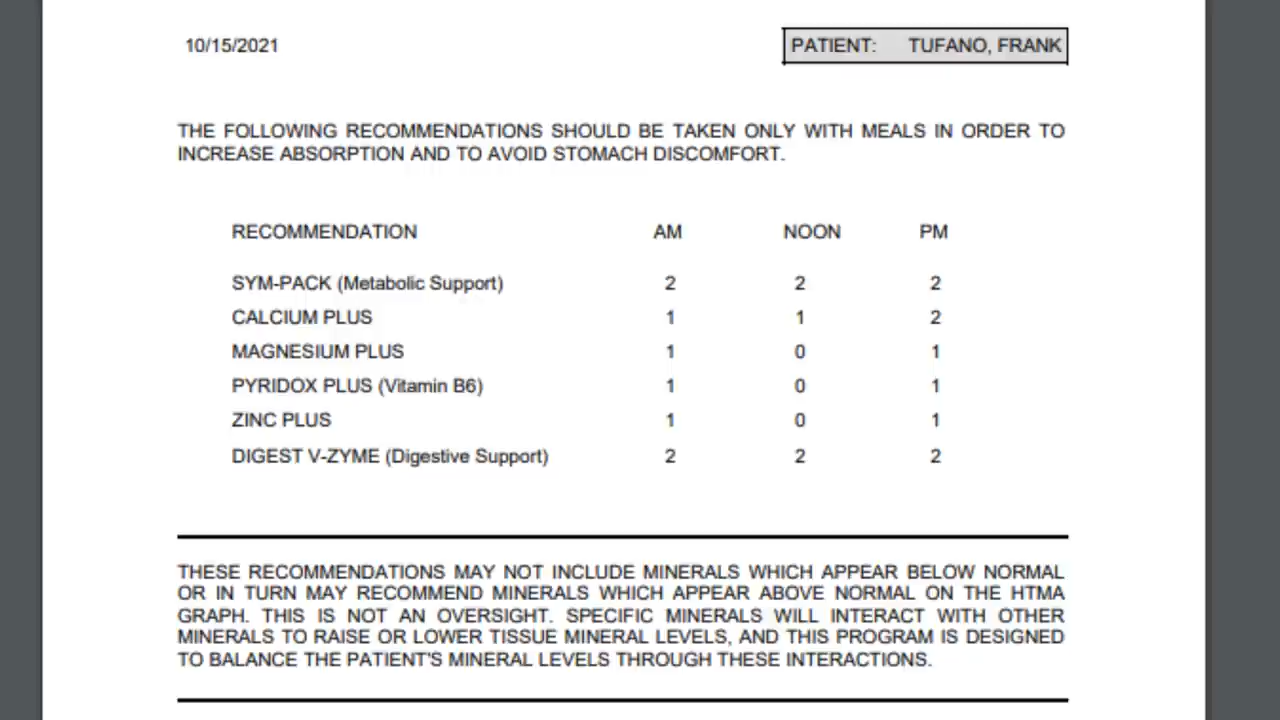 10/15/2021 PATIENT: TUFANO, FRANK
THE FOLLOWING RECOMMENDATIONS SHOULD BE TAKEN ONLY WITH MEALS IN ORDER TO
INCREASE ABSORPTION AND TO AVOID STOMACH DISCOMFORT.
RECOMMENDATION AM NOON PM
SYM-PACK (Metabolic Support) 2 2 2
CALCIUM PLUS 1 1 2
MAGNESIUM PLUS 1 0 1
PYRIDOX PLUS (Vitamin B6) 1 0 1
ZINC PLUS 1 0 1
DIGEST V-ZYME (Digestive Support) 2 2 2
THESE RECOMMENDATIONS MAY NOT INCLUDE MINERALS WHICH APPEAR BELOW NORMAL
OR IN TURN MAY RECOMMEND MINERALS WHICH APPEAR ABOVE NORMAL ON THE HTMA
GRAPH. THIS IS NOT AN OVERSIGHT. SPECIFIC MINERALS WILL INTERACT WITH OTHER
MINERALS TO RAISE OR LOWER TISSUE MINERAL LEVELS, AND THIS PROGRAM IS DESIGNED
TO BALANCE THE PATIENT'S MINERAL LEVELS THROUGH THESE INTERACTIONS.